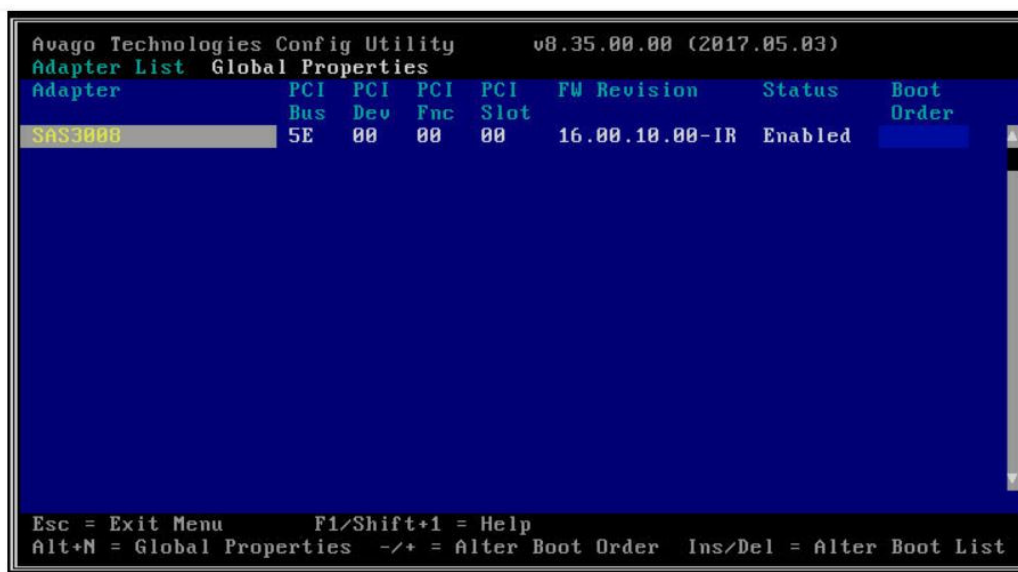 Avago Technologies Config Utility v8.35.00.00 (2017.05.03)
Adapter List Global Properties
Adapter PCI PCI PCI PCI FW Revision Status Boot
Bus Dev Fnc Slot Order
SAS3008 5E 00 00 00 16.00.10.00-IR Enabled
Esc = Exit Menu F1/Shift+1 = Help
Alt+N = Global Properties -/+ = Alter Boot Order Ins/Del = Alter Boot List